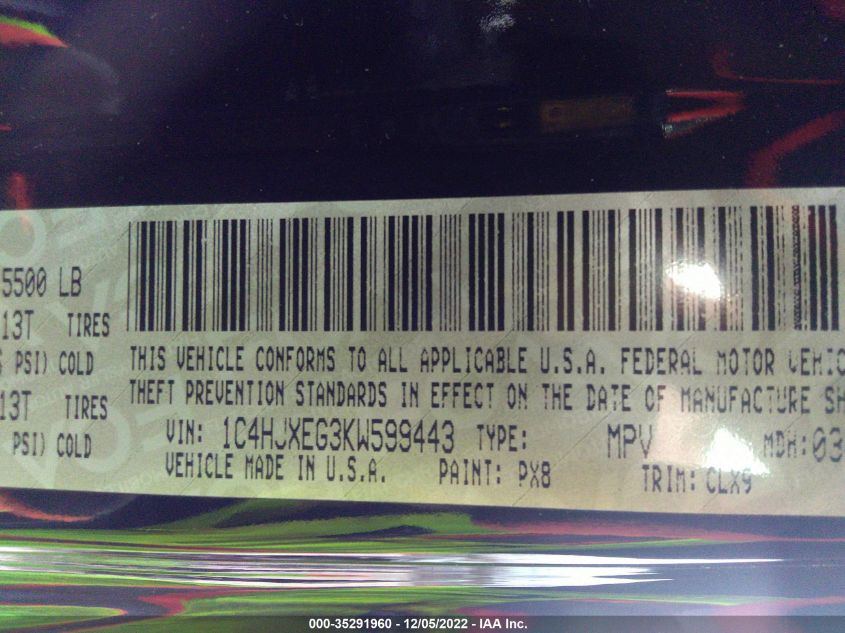 5500 LB
13T TIRES
PSI) COLD
13T TIRES
PSI) COLD
THIS VEHICLE CONFORMS TO ALL APPLICABLE U.S.A. FEDERAL MOTOR VEHIC
THEFT PREVENTION STANDARDS IN EFFECT ON THE DATE OF MANUFACTURE SH
VIN: 1C4HJXEG3KW599443 TYPE: MPV MDH: 03
VEHICLE MADE IN U.S.A. PAINT: PX8 TRIM: CLX9
000-35291960 - 12/05/2022 - IAA Inc.